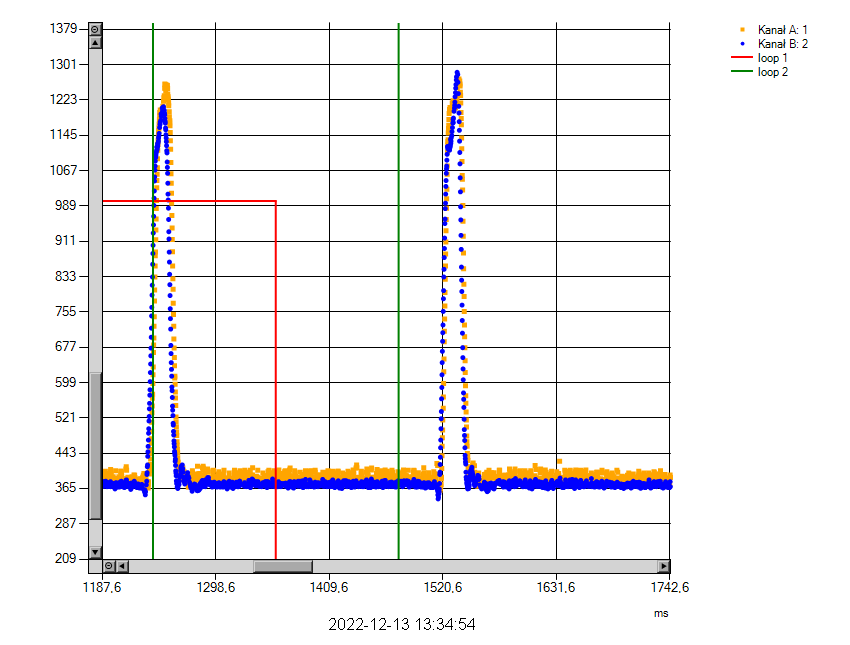 1379
1301
1223
1145
1067
989
911
833
755
677
599
521
443
365
287
209
1187,6 1298,6 1409,6 1520,6 1631,6 1742,6
ms
2022-12-13 13:34:54
Kanał A: 1
Kanał B: 2
loop 1
loop 2